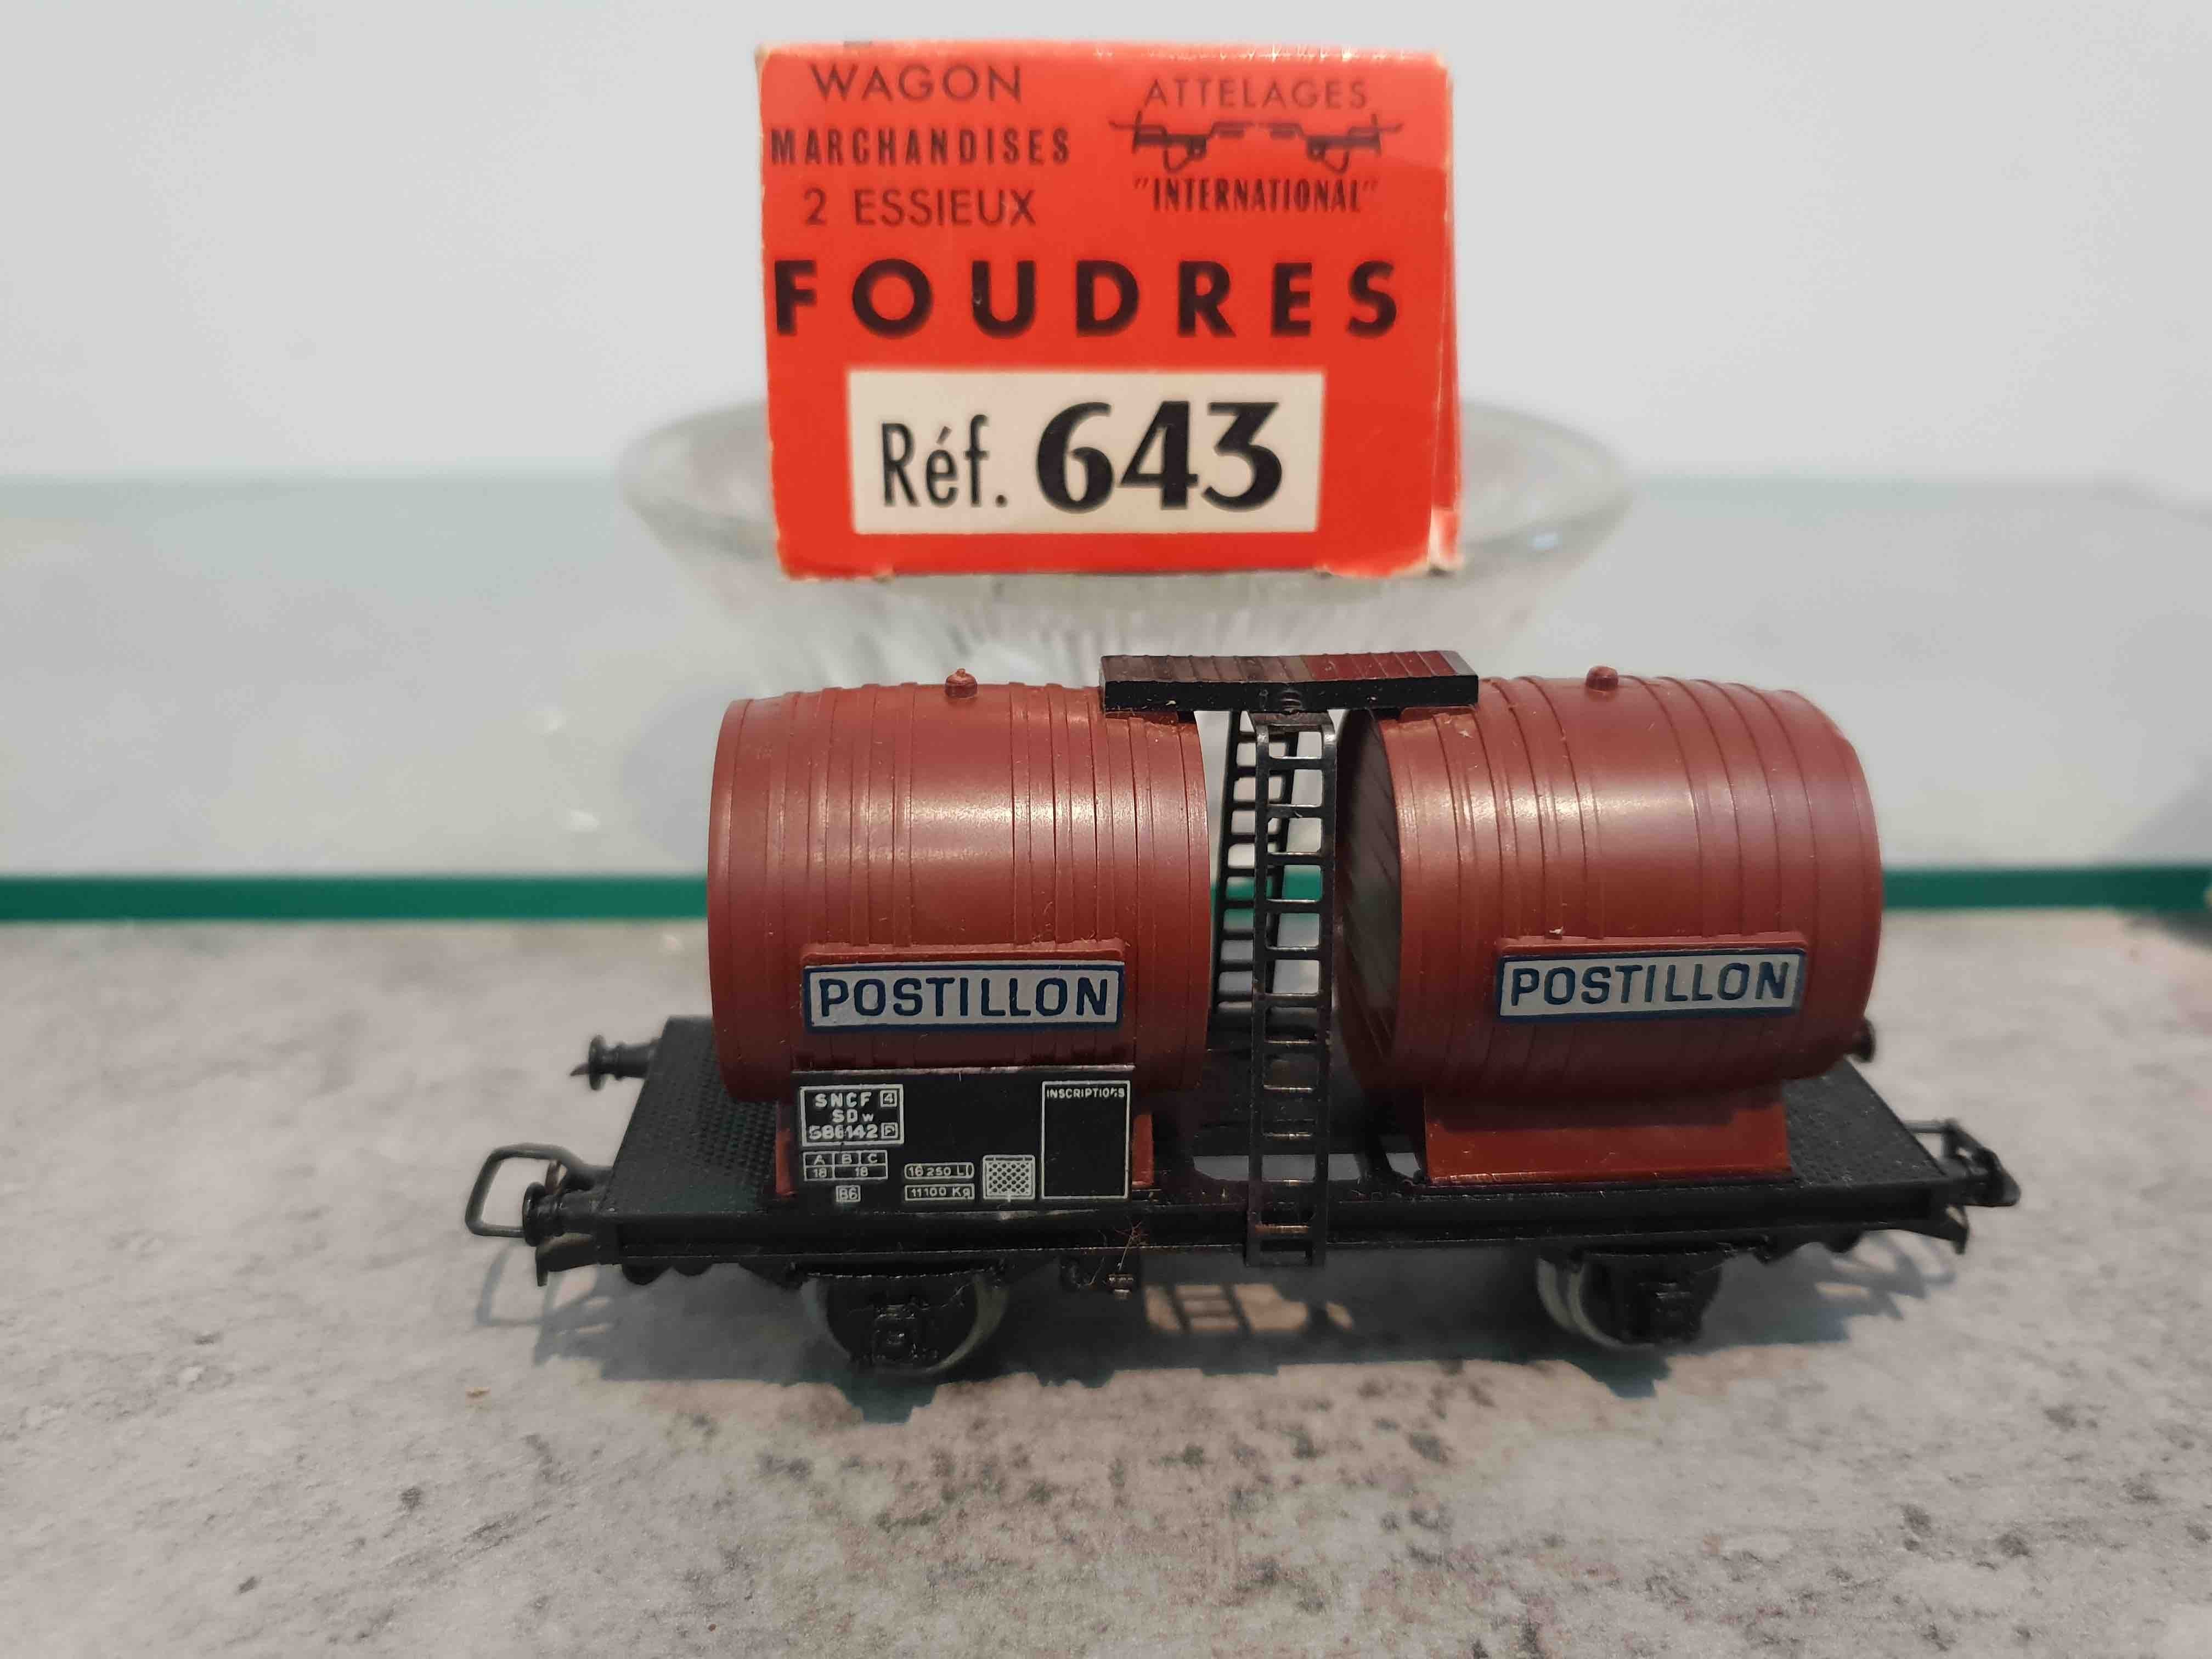 WAGON
MARCHANDISES
2 ESSIEUX
ATTELAGES
"INTERNATIONAL"
FOUDRES
Réf. 643
POSTILLON
POSTILLON
SNCF 4
SDw
586142
INSCRIPTIONS
A B C
18 18
16 250 L
11100 Kg
B6